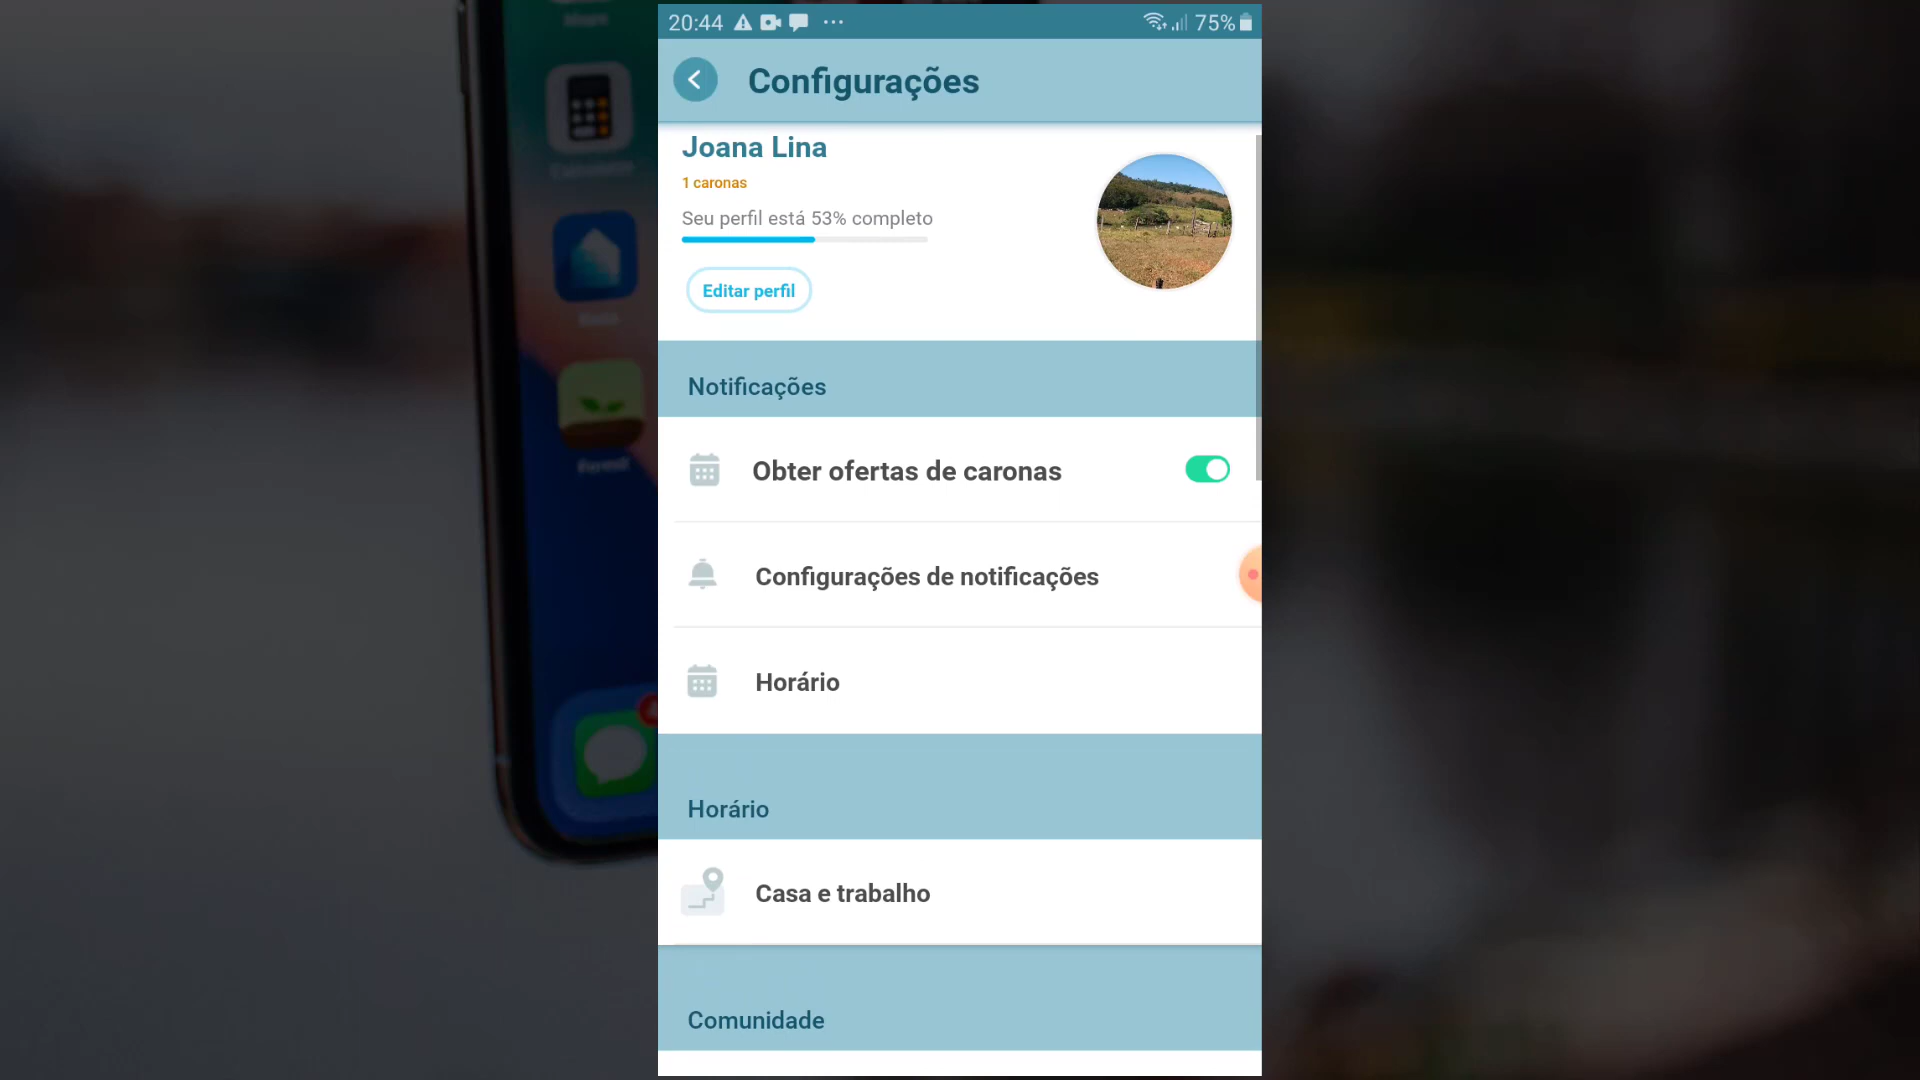 20:44
75%
Configurações
Joana Lina
1 caronas
Seu perfil está 53% completo
Editar perfil
Notificações
Obter ofertas de caronas
Configurações de notificações
Horário
Horário
Casa e trabalho
Comunidade